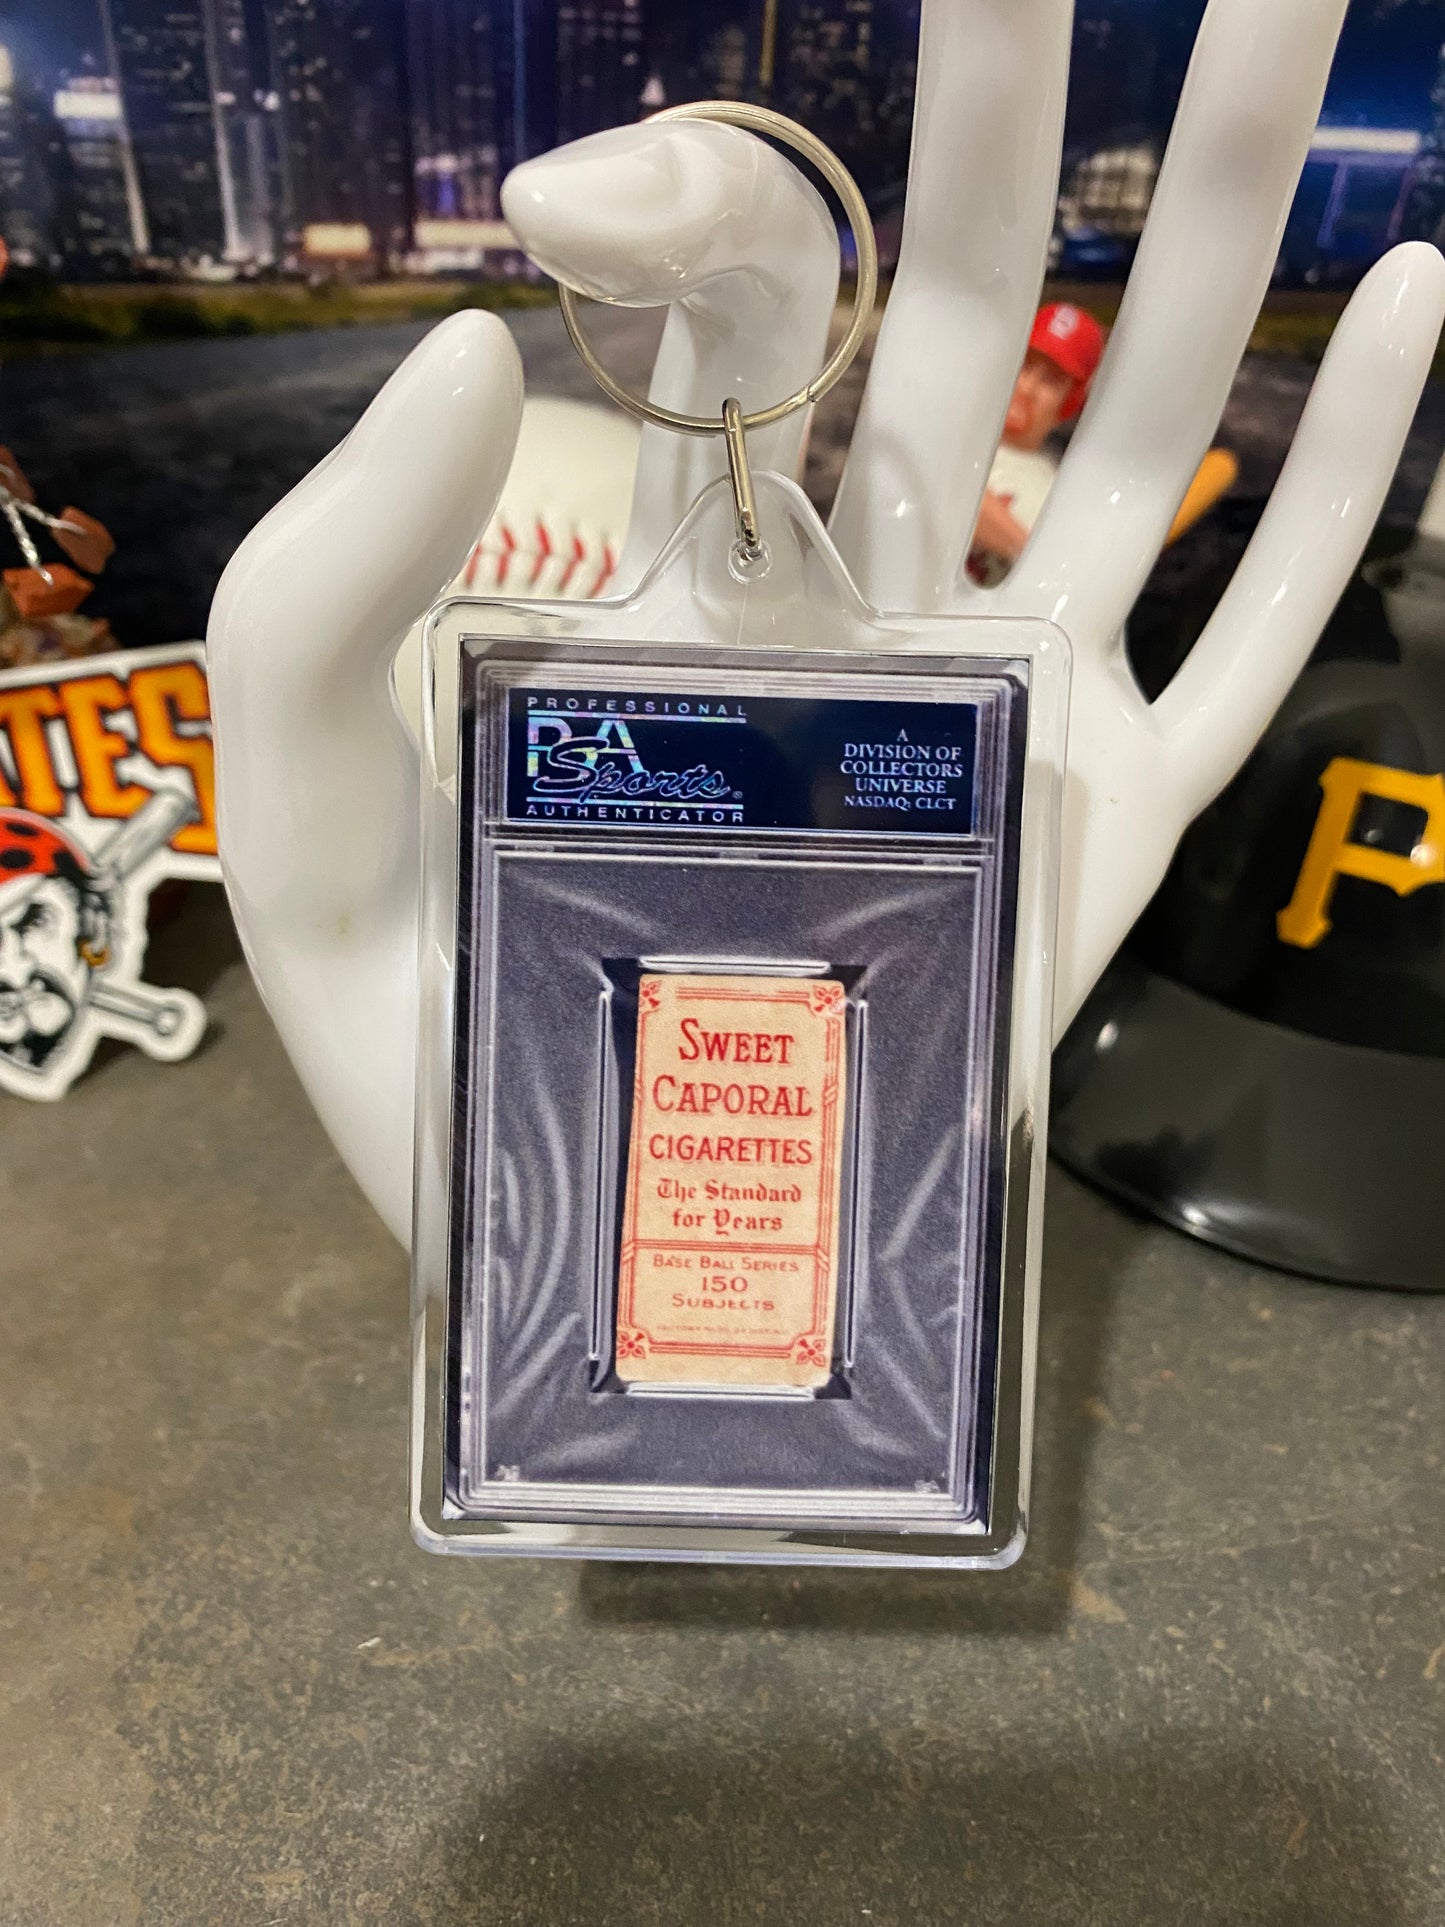 PROFESSIONAL
PSA
Sports
AUTHENTICATOR
A
DIVISION OF
COLLECTORS
UNIVERSE
NASDAQ: CLCT
SWEET
CAPORAL
CIGARETTES
The Standard
for Years
BASE BALL SERIES
150
SUBJECTS
TES
P